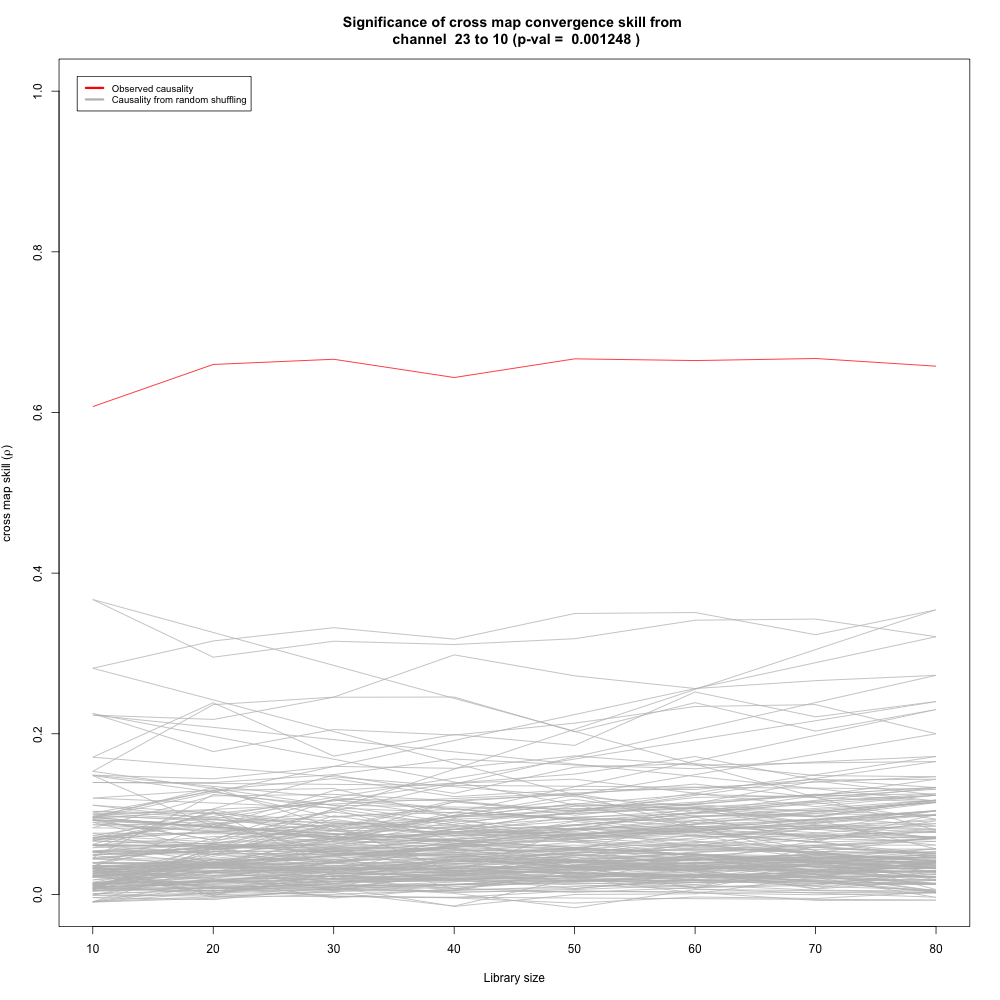 Significance of cross map convergence skill from
channel  23 to 10 (p-val =  0.001248 )
Observed causality
Causality from random shuffling
1.0
0.8
0.6
0.4
0.2
0.0
cross map skill (ρ)
10 20 30 40 50 60 70 80
Library size